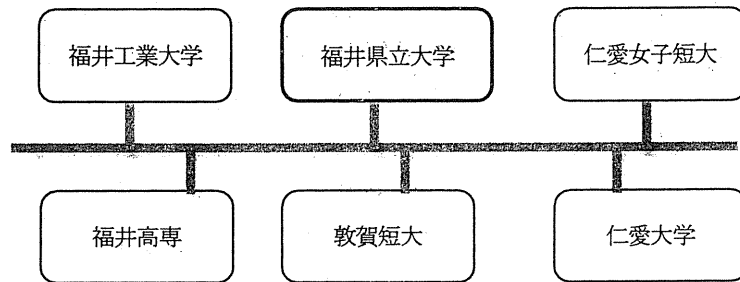 福井工業大学
福井県立大学
仁愛女子短大
福井高専
敦賀短大
仁愛大学